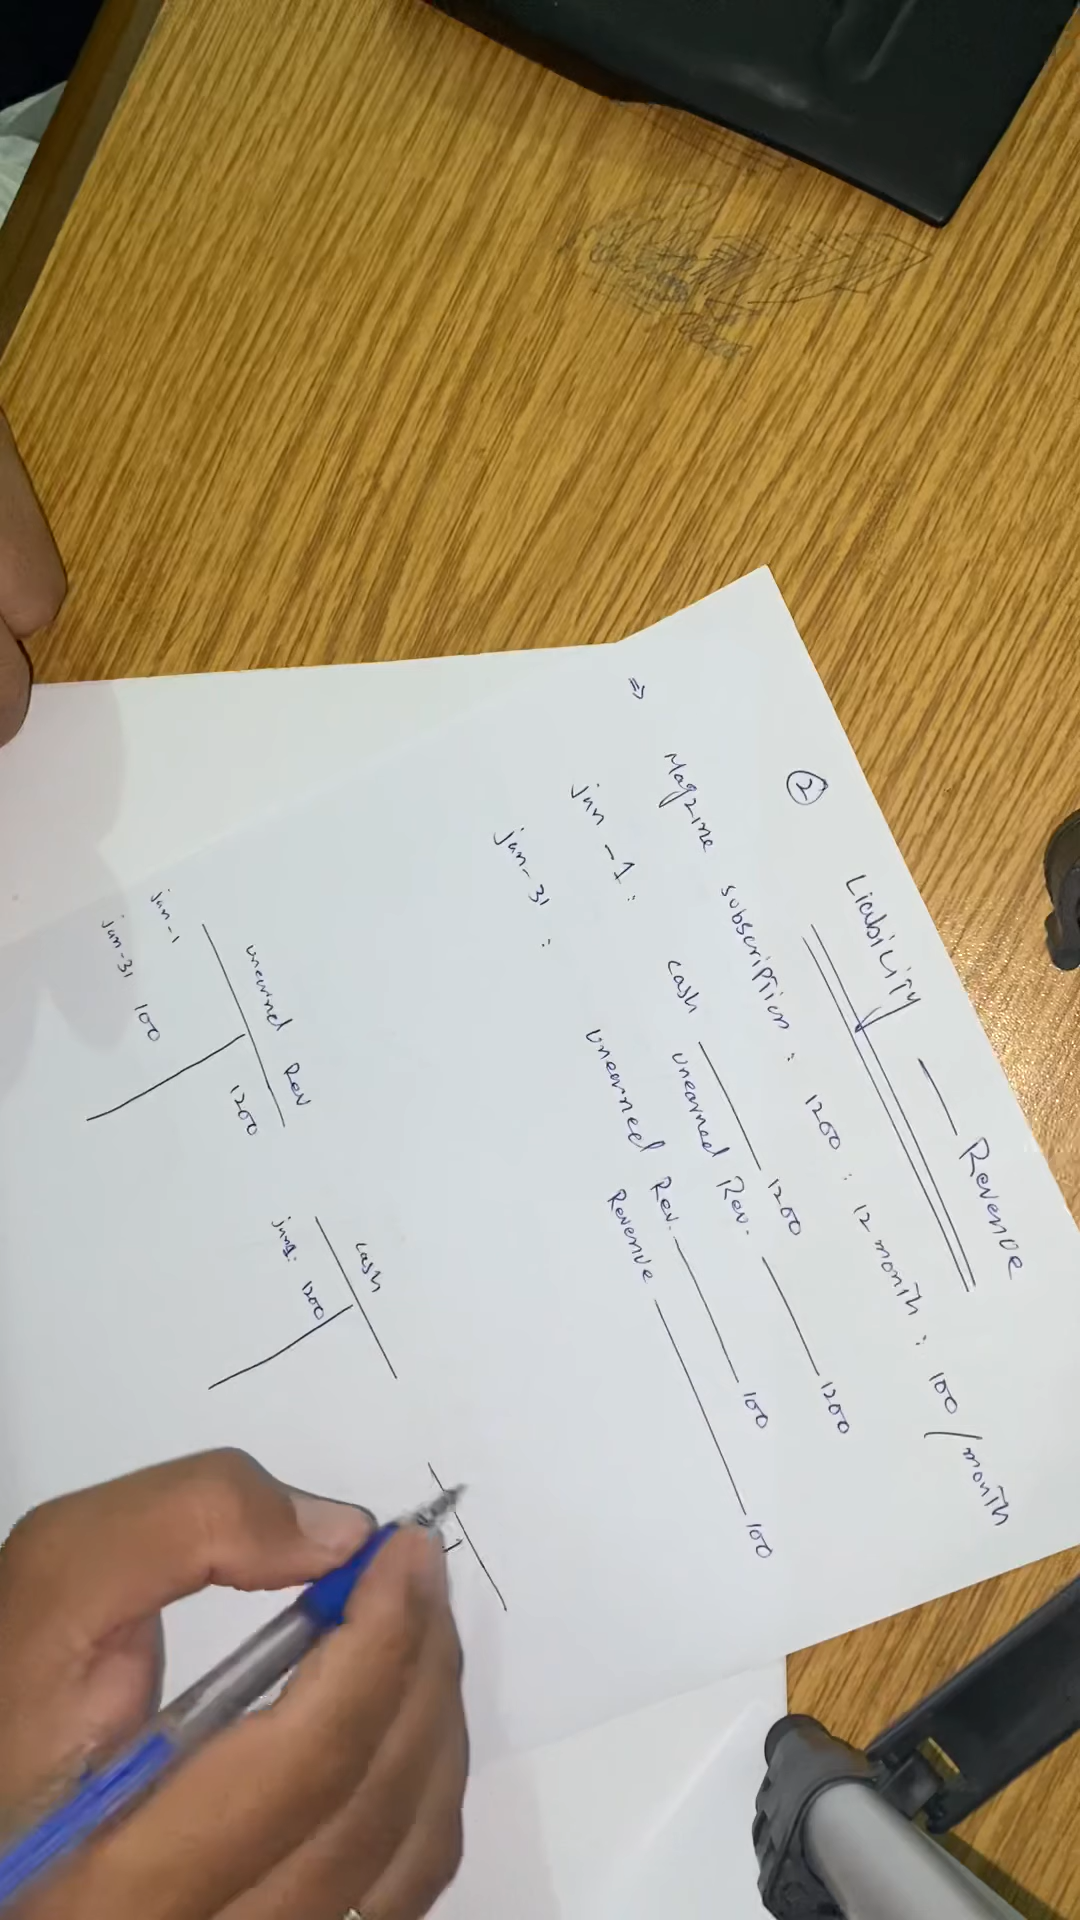 ② Liability — Revenue
⇒ Magzine subscription : 1200 : 12 month : 100 / month
jan - 1 : cash — 1200
unearned Rev. — 1200
jan - 31 : unearned Rev. — 100
Revenue — 100
unearned Rev
jan - 1 1200
jan - 31 100
cash
jan 1: 1200